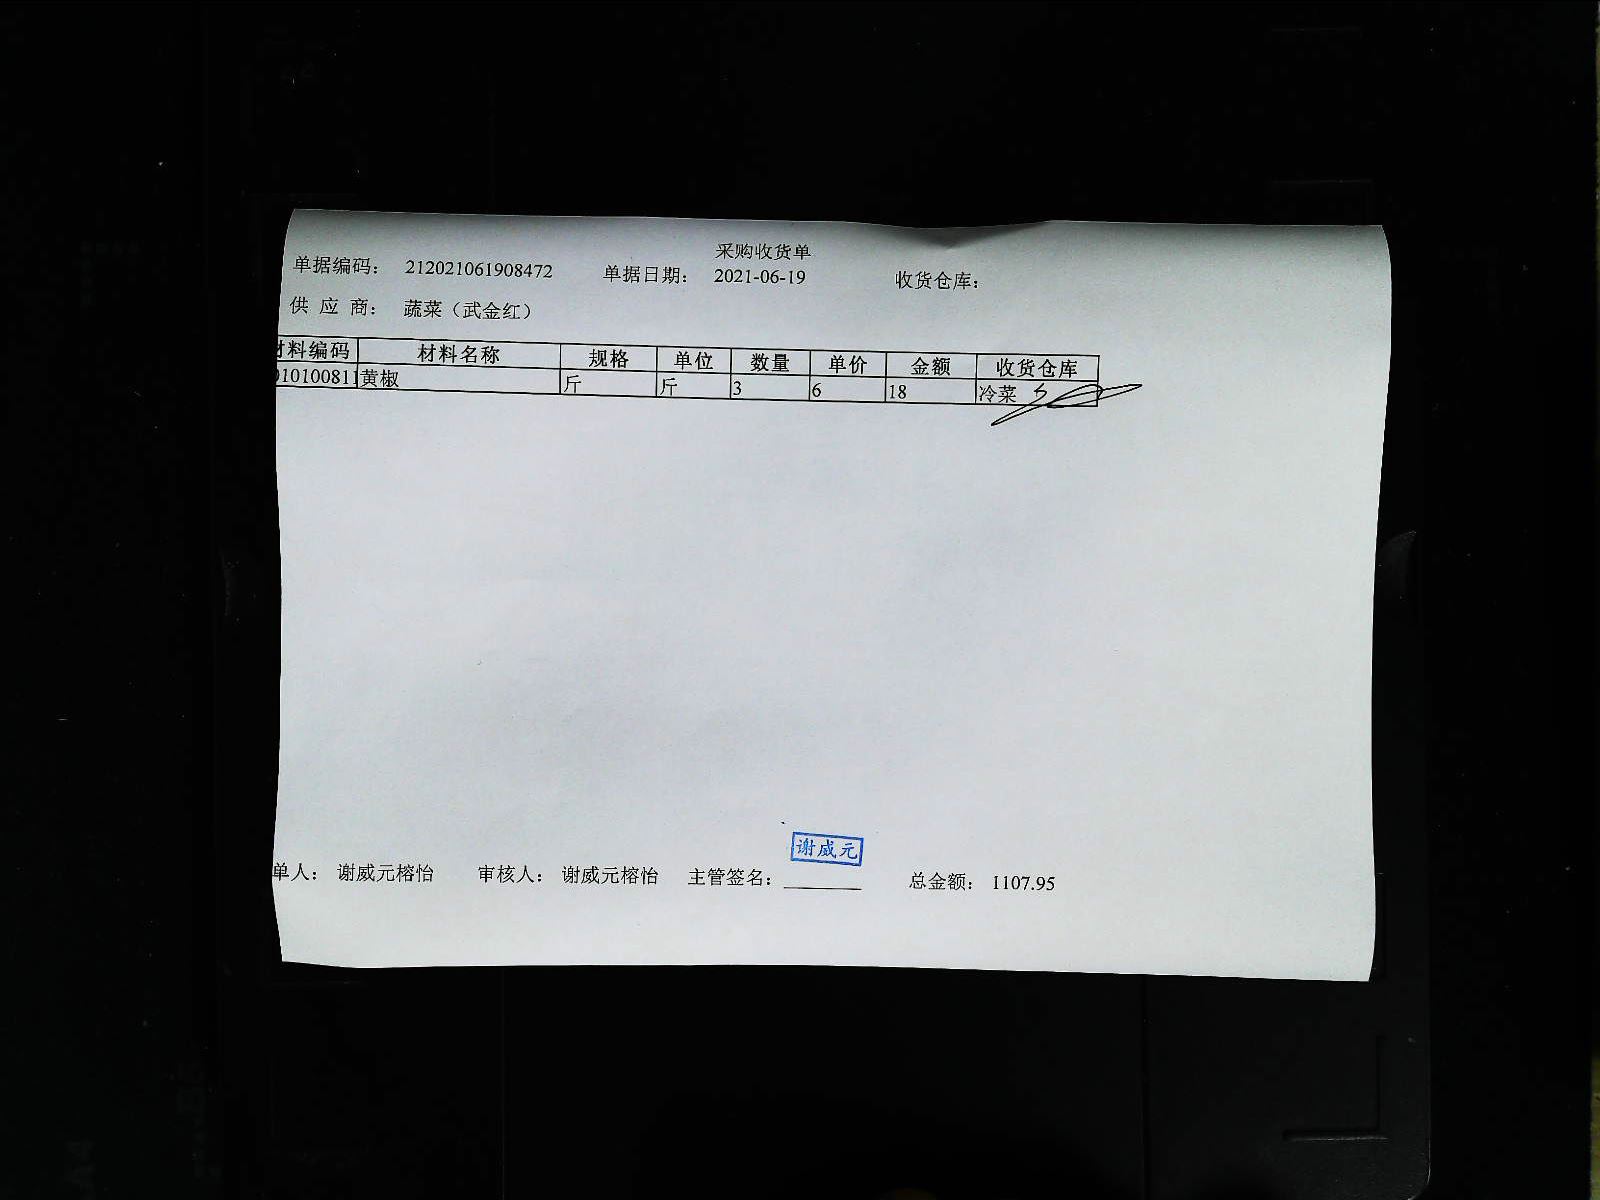 采购收货单
单据编码: 212021061908472 单据日期: 2021-06-19 收货仓库:
供 应 商: 蔬菜（武金红）
材料编码 材料名称 规格 单位 数量 单价 金额 收货仓库
010100811 黄椒 斤 斤 3 6 18 冷菜
谢威元
单人: 谢威元榕怡 审核人: 谢威元榕怡 主管签名: 总金额: 1107.95